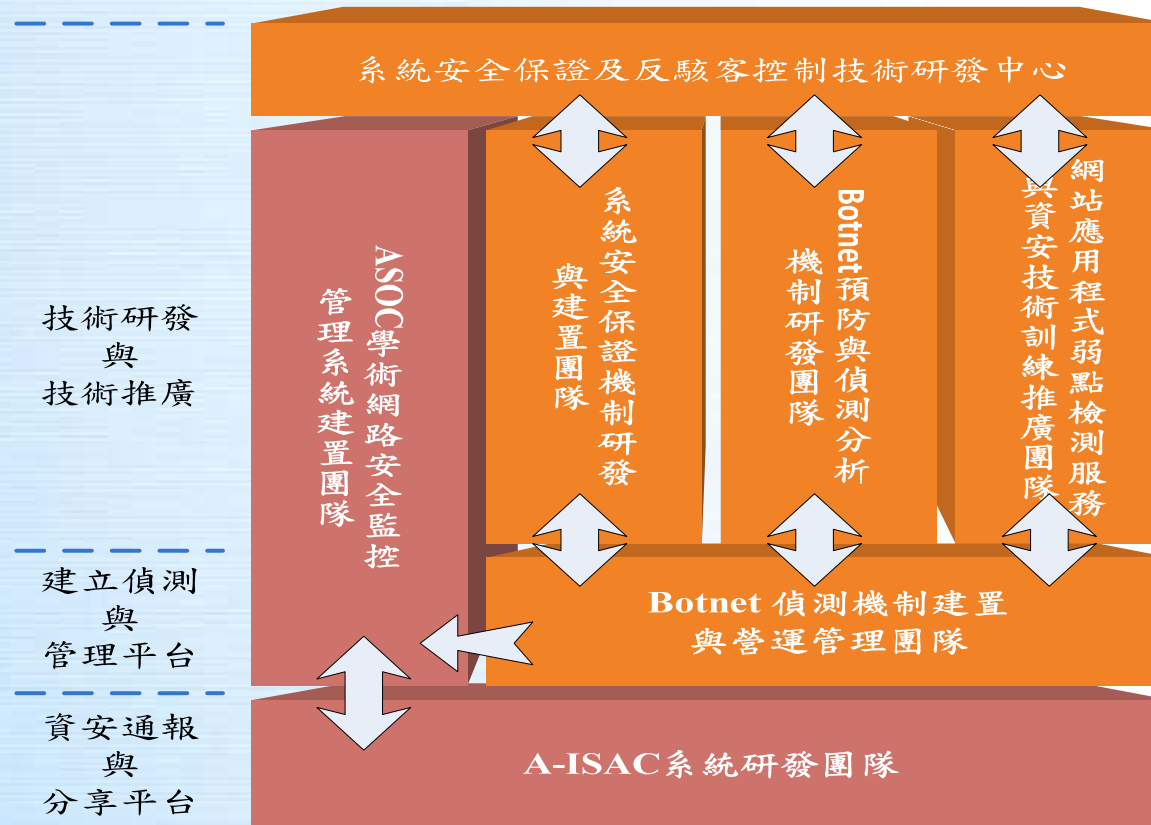 系統安全保證及反駭客控制技術研發中心
技術研發
與
技術推廣
ASOC學術網路安全監控
管理系統建置團隊
系統安全保證機制研發
與建置團隊
Botnet預防與偵測分析
機制研發團隊
網站應用程式弱點檢測服務
與資安技術訓練推廣團隊
建立偵測
與
管理平台
Botnet 偵測機制建置
與營運管理團隊
資安通報
與
分享平台
A-ISAC系統研發團隊